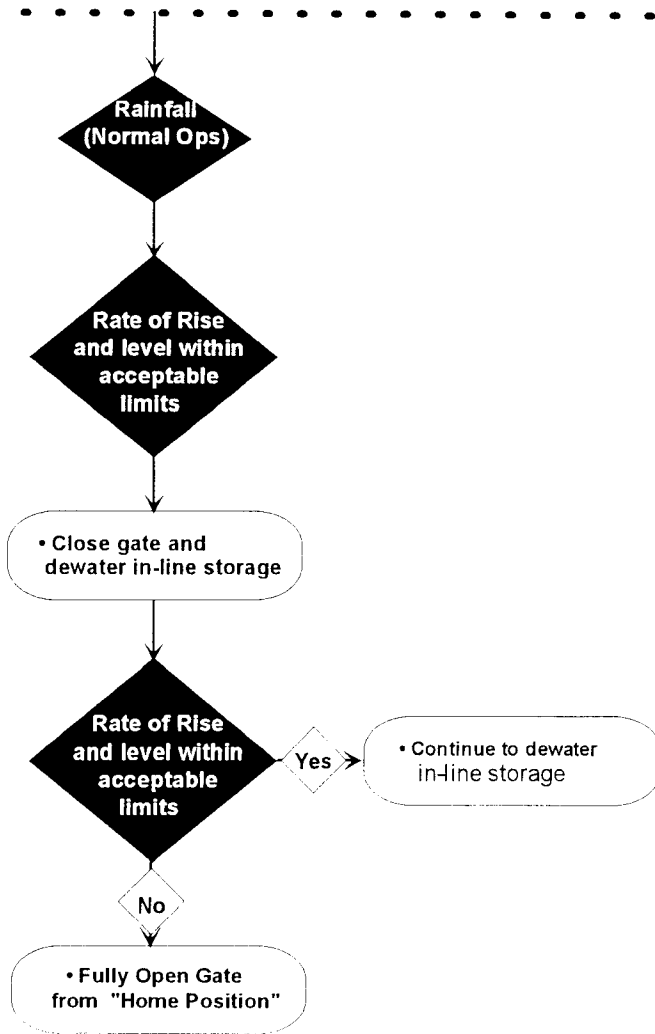 Rainfall
(Normal Ops)
Rate of Rise
and level within
acceptable
limits
• Close gate and
dewater in-line storage
Rate of Rise
and level within
acceptable
limits
Yes
• Continue to dewater
in-line storage
No
• Fully Open Gate
from "Home Position"